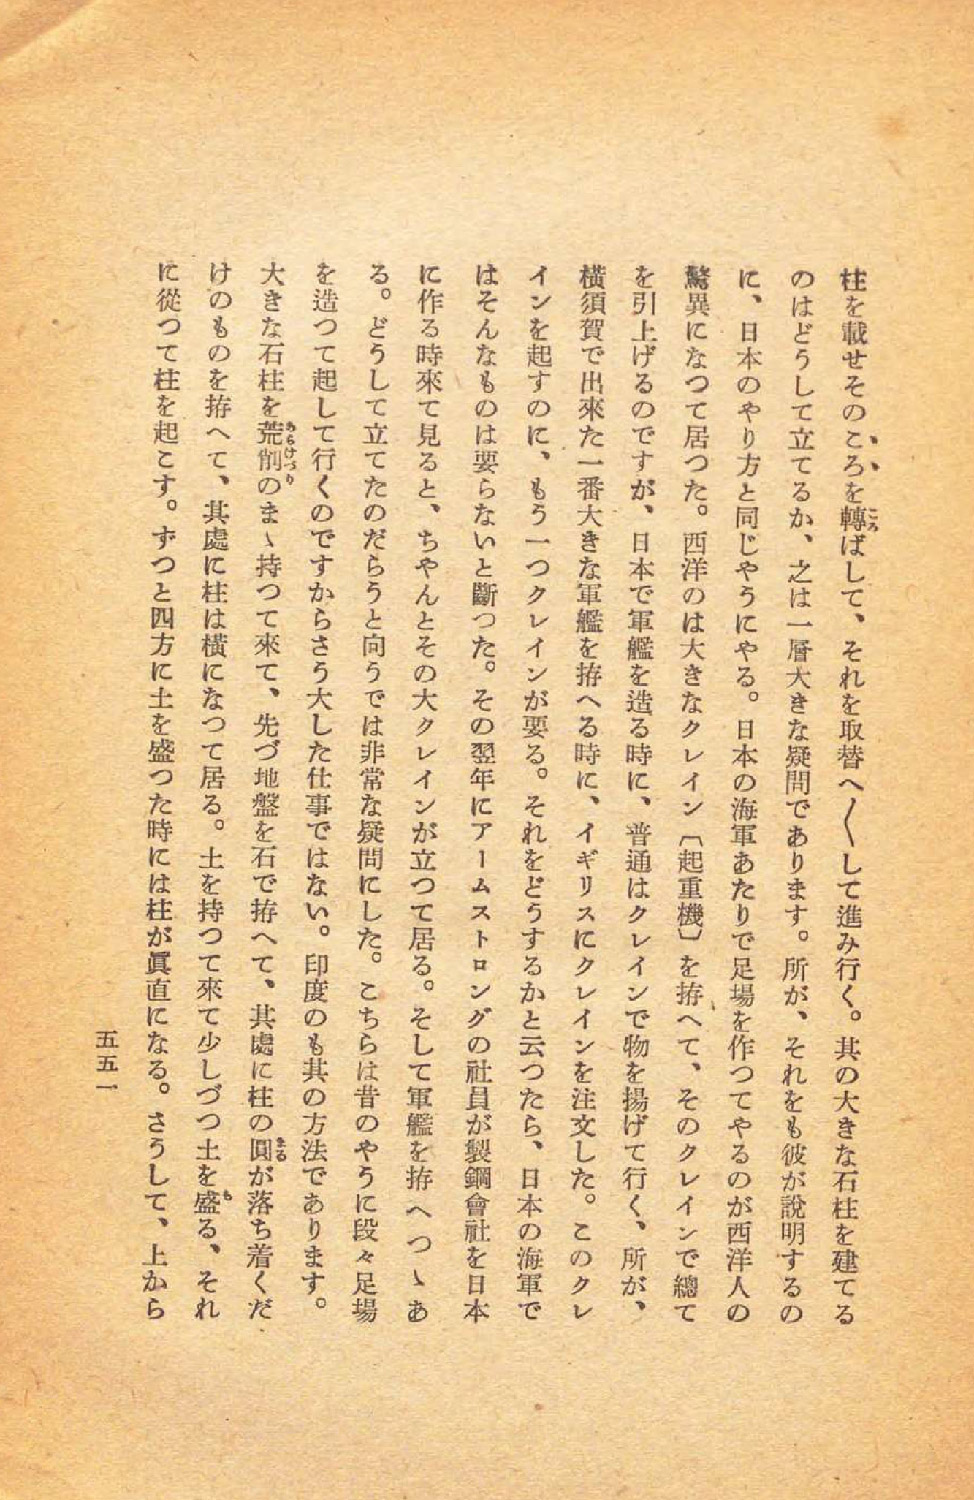 柱を載せそのころを轉ばして、それを取替へ〱して進み行く。其の大きな石柱を建てる
のはどうして立てるか、之は一層大きな疑問であります。所が、それをも彼が說明するの
に、日本のやり方と同じやうにやる。日本の海軍あたりで足場を作つてやるのが西洋人の
驚異になつて居つた。西洋のは大きなクレイン〔起重機〕を拵へて、そのクレインで總て
を引上げるのですが、日本で軍艦を造る時に、普通はクレインで物を揚げて行く、所が、
橫須賀で出來た一番大きな軍艦を拵へる時に、イギリスにクレインを注文した。このクレ
インを起すのに、もう一つクレインが要る。それをどうするかと云つたら、日本の海軍で
はそんなものは要らないと斷つた。その翌年にアームストロングの社員が製鋼會社を日本
に作る時來て見ると、ちやんとその大クレインが立つて居る。そして軍艦を拵へつゝあ
る。どうして立てたのだらうと向うでは非常な疑問にした。こちらは昔のやうに段々足場
を造つて起して行くのですからさう大した仕事ではない。印度のも其の方法であります。
大きな石柱を荒削のまゝ持つて來て、先づ地盤を石で拵へて、其處に柱の圓が落ち着くだ
けのものを拵へて、其處に柱は橫になつて居る。土を持つて來て少しづつ土を盛る、それ
に從つて柱を起こす。ずつと四方に土を盛つた時には柱が眞直になる。さうして、上から
五五一